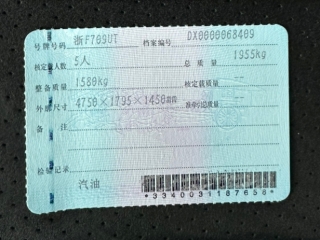 号牌号码 浙F709UT 档案编号 DX0000068409
核定载人数 5人 总质量 1955kg
整备质量 1580kg 核定载质量 --
外廓尺寸 4750×1795×1450mm 准牵引总质量 --
备注
检验记录
汽油
*3340031187658*